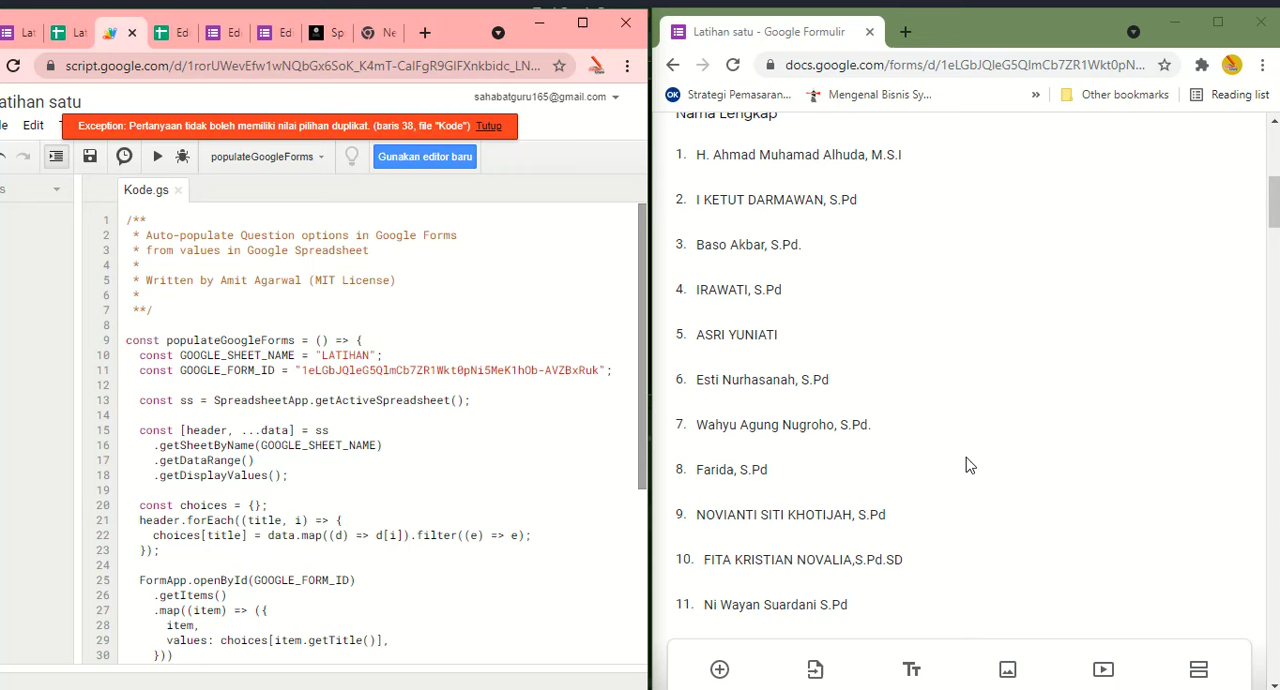 Lat
Lat
Ed
Ed
Ed
Sp
Ne
script.google.com/d/1rorUWevEfw1wNQbGx6SoK_K4mT-CaIFgR9GIFXnkbidc_LN...
atihan satu
sahabatguru165@gmail.com
le Edit
Exception: Pertanyaan tidak boleh memiliki nilai pilihan duplikat. (baris 38, file "Kode") Tutup
populateGoogleForms
Gunakan editor baru
s
Kode.gs
1 /**
2 * Auto-populate Question options in Google Forms
3 * from values in Google Spreadsheet
4 *
5 * Written by Amit Agarwal (MIT License)
6 *
7 **/
8
9 const populateGoogleForms = () => {
10 const GOOGLE_SHEET_NAME = "LATIHAN";
11 const GOOGLE_FORM_ID = "1eLGbJQleG5QlmCb7ZR1Wkt0pNi5MeK1hOb-AVZBxRuk";
12
13 const ss = SpreadsheetApp.getActiveSpreadsheet();
14
15 const [header, ...data] = ss
16 .getSheetByName(GOOGLE_SHEET_NAME)
17 .getDataRange()
18 .getDisplayValues();
19
20 const choices = {};
21 header.forEach((title, i) => {
22 choices[title] = data.map((d) => d[i]).filter((e) => e);
23 });
24
25 FormApp.openById(GOOGLE_FORM_ID)
26 .getItems()
27 .map((item) => ({
28 item,
29 values: choices[item.getTitle()],
30 }))
Latihan satu - Google Formulir
docs.google.com/forms/d/1eLGbJQleG5QlmCb7ZR1Wkt0pN...
OK Strategi Pemasaran...
Mengenal Bisnis Sy...
» Other bookmarks
Reading list
Nama Lengkap
1. H. Ahmad Muhamad Alhuda, M.S.I
2. I KETUT DARMAWAN, S.Pd
3. Baso Akbar, S.Pd.
4. IRAWATI, S.Pd
5. ASRI YUNIATI
6. Esti Nurhasanah, S.Pd
7. Wahyu Agung Nugroho, S.Pd.
8. Farida, S.Pd
9. NOVIANTI SITI KHOTIJAH, S.Pd
10. FITA KRISTIAN NOVALIA,S.Pd.SD
11. Ni Wayan Suardani S.Pd
Tт